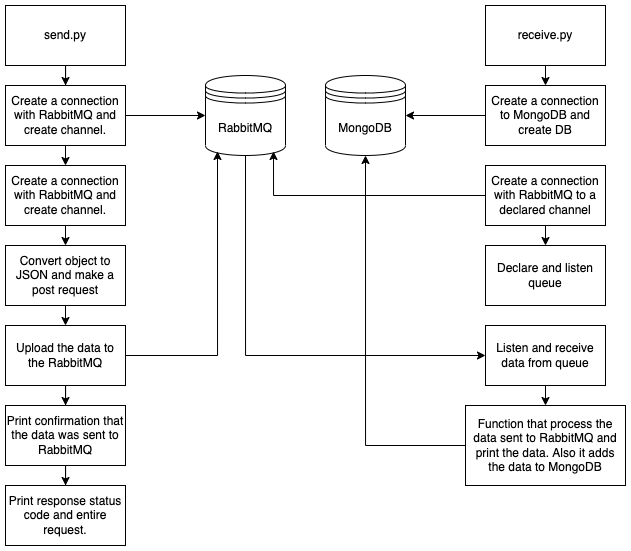 send.py
Create a connection
with RabbitMQ and
create channel.
Create a connection
with RabbitMQ and
create channel.
Convert object to
JSON and make a
post request
Upload the data to
the RabbitMQ
Print confirmation that
the data was sent to
RabbitMQ
Print response status
code and entire
request.
RabbitMQ
MongoDB
receive.py
Create a connection
to MongoDB and
create DB
Create a connection
with RabbitMQ to a
declared channel
Declare and listen
queue
Listen and receive
data from queue
Function that process the
data sent to RabbitMQ and
print the data. Also it adds
the data to MongoDB